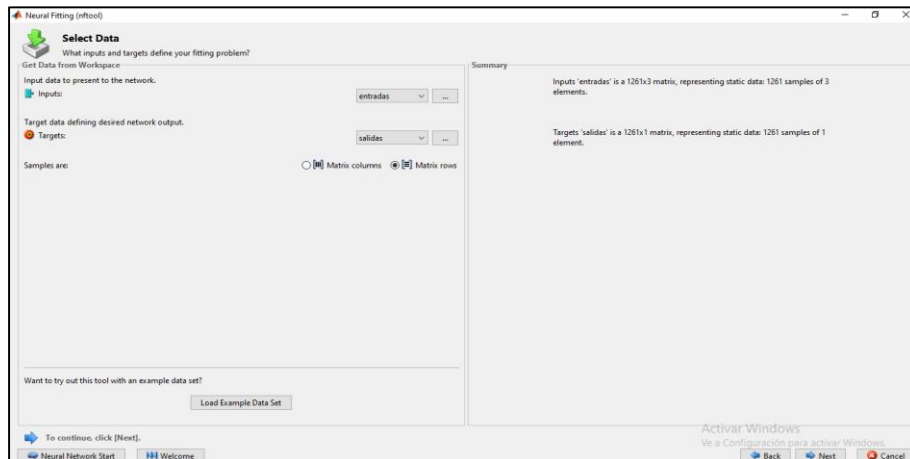 Neural Fitting (nftool)
Select Data
What inputs and targets define your fitting problem?
Get Data from Workspace
Input data to present to the network.
Inputs:
entradas
...
Target data defining desired network output.
Targets:
salidas
...
Samples are:
Matrix columns
Matrix rows
Summary
Inputs 'entradas' is a 1261x3 matrix, representing static data: 1261 samples of 3
elements.
Targets 'salidas' is a 1261x1 matrix, representing static data: 1261 samples of 1
element.
Want to try out this tool with an example data set?
Load Example Data Set
To continue, click [Next].
Activar Windows
Ve a Configuración para activar Windows.
Neural Network Start
Welcome
Back
Next
Cancel